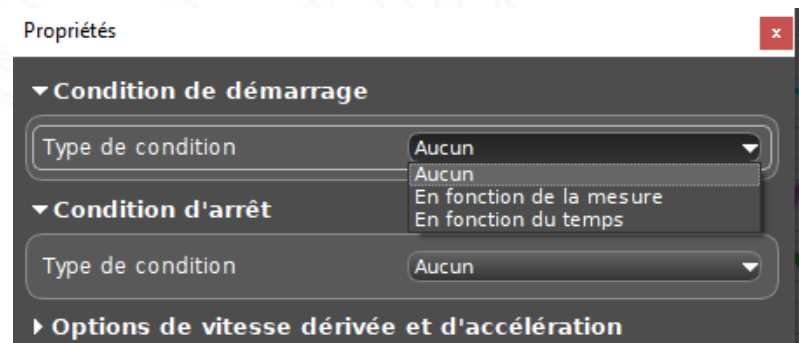 Propriétés
x
Condition de démarrage
Type de condition Aucun
Aucun
En fonction de la mesure
En fonction du temps
Condition d'arrêt
Type de condition Aucun
Options de vitesse dérivée et d'accélération